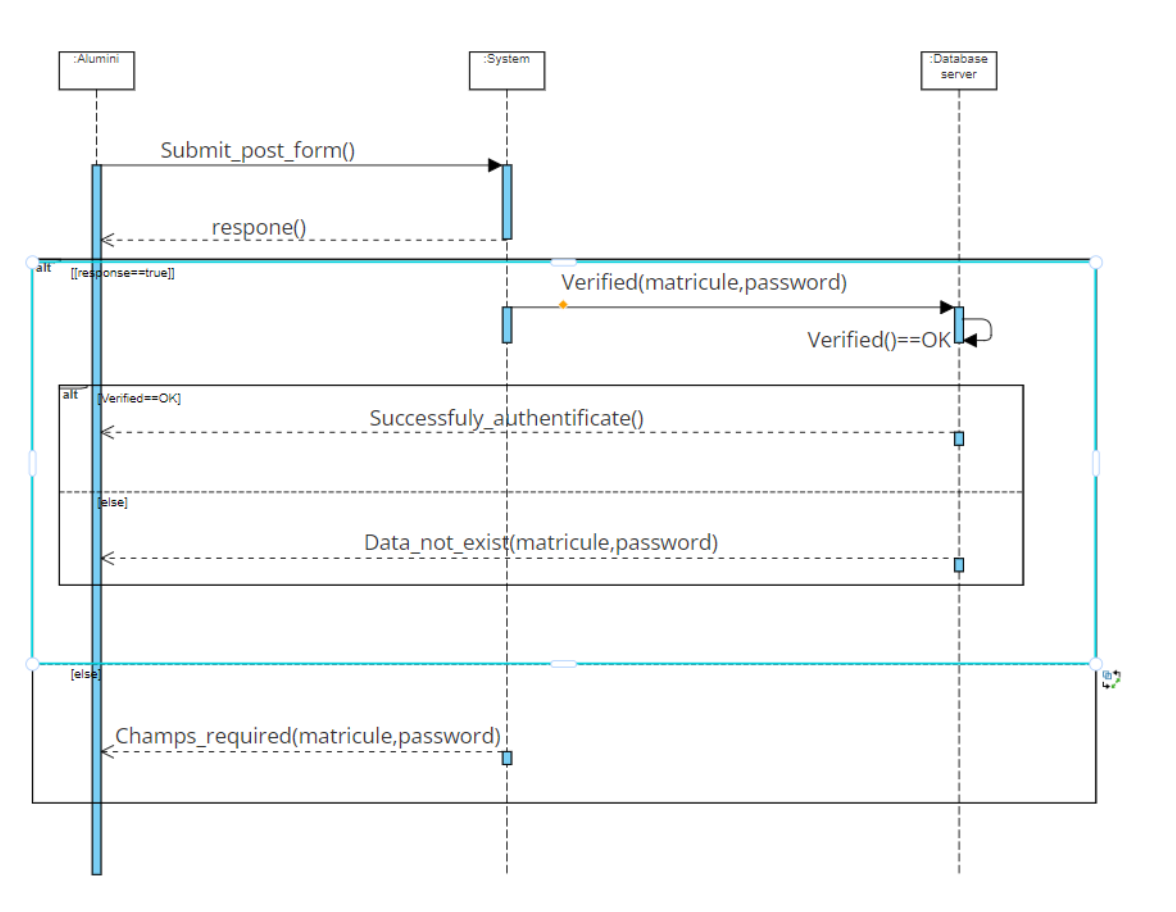 :Alumini
:System
:Database
server
Submit_post_form()
respone()
alt
[[response==true]]
Verified(matricule,password)
Verified()==OK
alt
[Verified==OK]
Successfuly_authentificate()
[else]
Data_not_exist(matricule,password)
[else]
Champs_required(matricule,password)